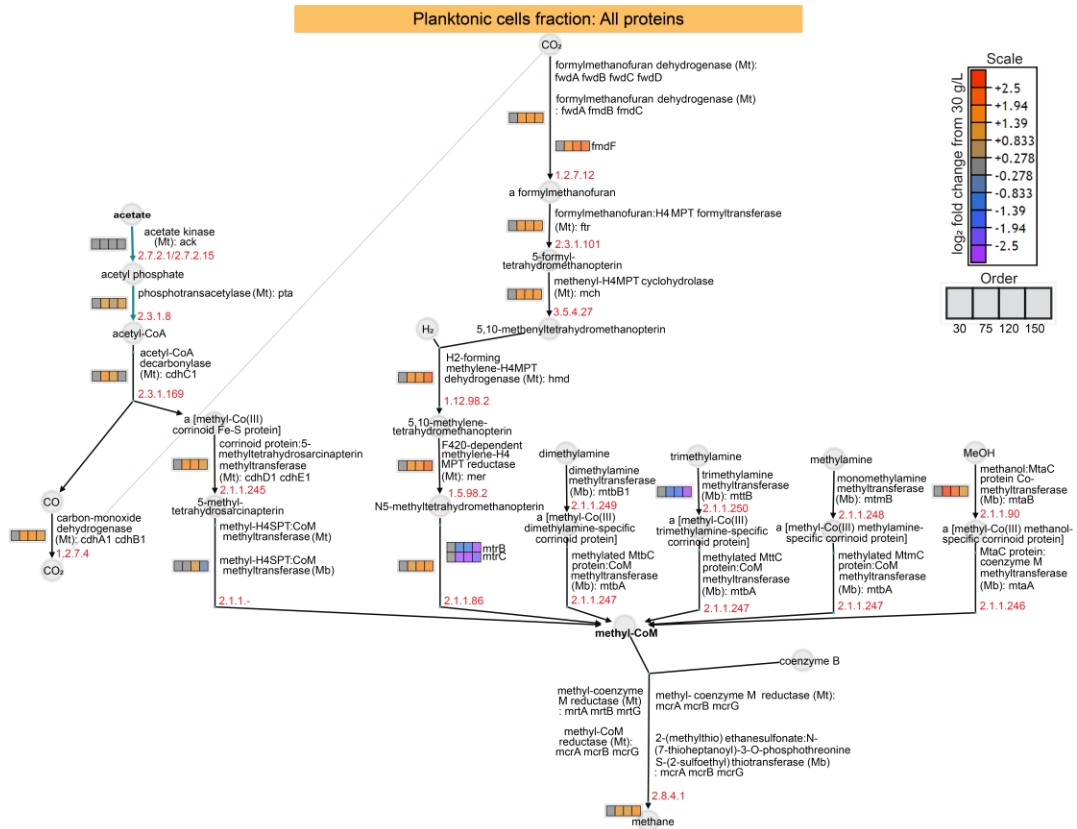 Planktonic cells fraction: All proteins
CO₂
formylmethanofuran dehydrogenase (Mt):
fwdA fwdB fwdC fwdD
formylmethanofuran dehydrogenase (Mt)
: fwdA fmdB fmdC
fmdF
1.2.7.12
a formylmethanofuran
formylmethanofuran:H4 MPT formyltransferase
(Mt): ftr
2.3.1.101
5-formyl-
tetrahydromethanopterin
methenyl-H4MPT cyclohydrolase
(Mt): mch
3.5.4.27
H₂
5,10-methenyltetrahydromethanopterin
H2-forming
methylene-H4MPT
dehydrogenase (Mt): hmd
1.12.98.2
5,10-methylene-
tetrahydromethanopterin
F420-dependent
methylene-H4
MPT reductase
(Mt): mer
1.5.98.2
N5-methyltetrahydromethanopterin
mtrB
mtrC
2.1.1.86
acetate
acetate kinase
(Mt): ack
2.7.2.1/2.7.2.15
acetyl phosphate
phosphotransacetylase (Mt): pta
2.3.1.8
acetyl-CoA
acetyl-CoA
decarbonylase
(Mt): cdhC1
2.3.1.169
CO
carbon-monoxide
dehydrogenase
(Mt): cdhA1 cdhB1
1.2.7.4
CO₂
a [methyl-Co(III)
corrinoid Fe-S protein]
corrinoid protein:5-
methyltetrahydrosarcinapterin
methyltransferase
(Mt): cdhD1 cdhE1
2.1.1.245
5-methyl-
tetrahydrosarcinapterin
methyl-H4SPT:CoM
methyltransferase (Mt)
methyl-H4SPT:CoM
methyltransferase (Mb)
2.1.1.-
dimethylamine
dimethylamine
methyltransferase
(Mb): mtbB1
2.1.1.249
a [methyl-Co(III)
dimethylamine-specific
corrinoid protein]
methylated MtbC
protein:CoM
methyltransferase
(Mb): mtbA
2.1.1.247
trimethylamine
trimethylamine
methyltransferase
(Mb): mttB
2.1.1.250
a [methyl-Co(III)
trimethylamine-specific
corrinoid protein]
methylated MttC
protein:CoM
methyltransferase
(Mb): mtbA
2.1.1.247
methylamine
monomethylamine
methyltransferase
(Mb): mtmB
2.1.1.248
a [methyl-Co(III) methylamine-
specific corrinoid protein]
methylated MtmC
protein:CoM
methyltransferase
(Mb): mtbA
2.1.1.247
MeOH
methanol:MtaC
protein Co-
methyltransferase
(Mb): mtaB
2.1.1.90
a [methyl-Co(III) methanol-
specific corrinoid protein]
MtaC protein:
coenzyme M
methyltransferase
(Mb): mtaA
2.1.1.246
methyl-CoM
coenzyme B
methyl-coenzyme
M reductase (Mt)
: mrtA mrtB mrtG
methyl- coenzyme M reductase (Mt):
mcrA mcrB mcrG
methyl-CoM
reductase (Mt):
mcrA mcrB mcrG
2-(methylthio) ethanesulfonate:N-
(7-thioheptanoyl)-3-O-phosphothreonine
S-(2-sulfoethyl) thiotransferase (Mb)
: mcrA mcrB mcrG
2.8.4.1
methane
Scale
log₂ fold change from 30 g/L
+2.5
+1.94
+1.39
+0.833
+0.278
-0.278
-0.833
-1.39
-1.94
-2.5
Order
30 75 120 150